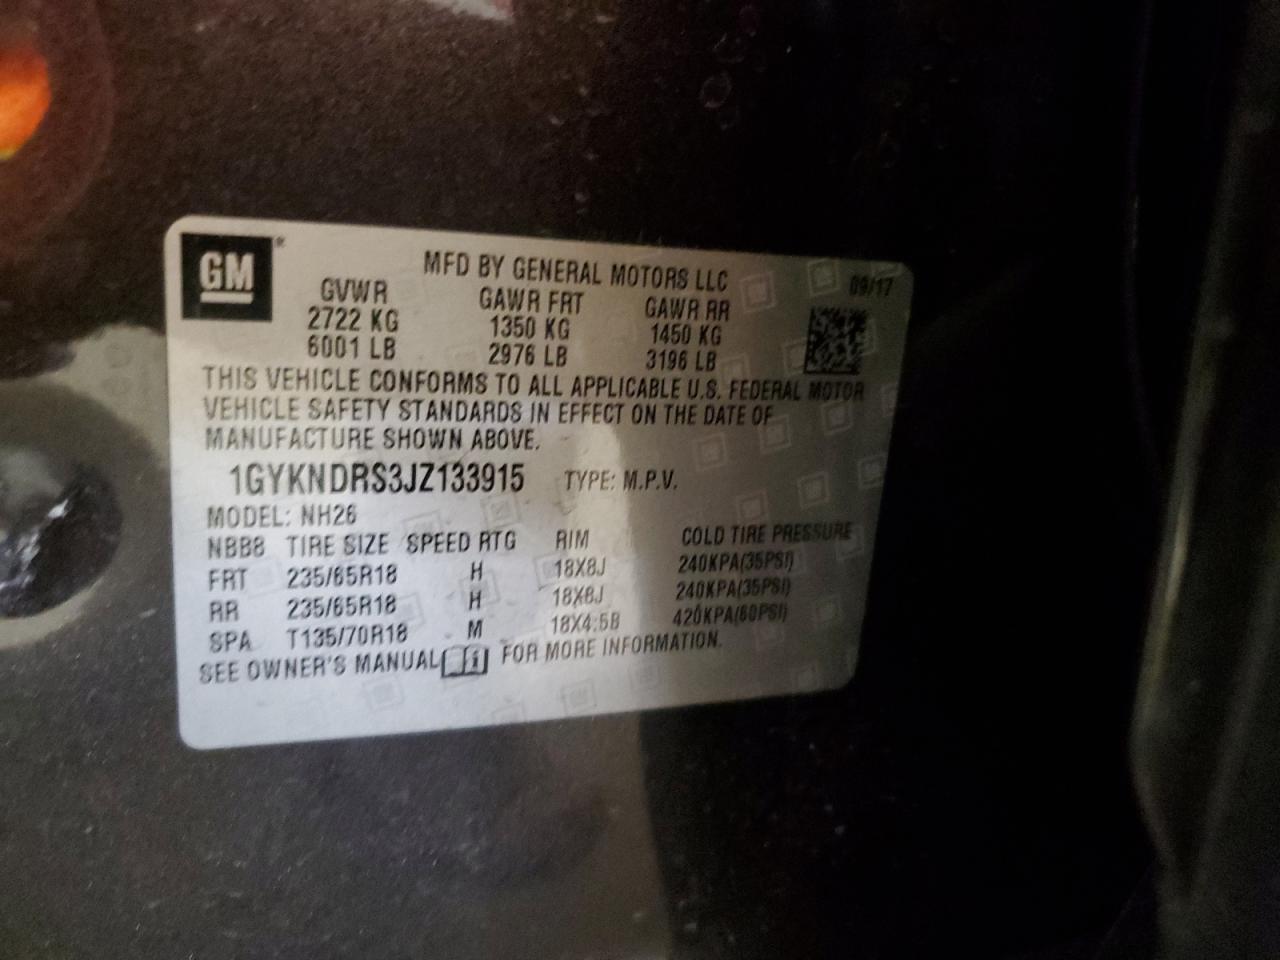 GM ®
MFD BY GENERAL MOTORS LLC 09/17
GVWR GAWR FRT GAWR RR
2722 KG 1350 KG 1450 KG
6001 LB 2976 LB 3196 LB
THIS VEHICLE CONFORMS TO ALL APPLICABLE U.S. FEDERAL MOTOR
VEHICLE SAFETY STANDARDS IN EFFECT ON THE DATE OF
MANUFACTURE SHOWN ABOVE.
1GYKNDRS3JZ133915 TYPE: M.P.V.
MODEL: NH26
NBB8 TIRE SIZE SPEED RTG RIM COLD TIRE PRESSURE
FRT 235/65R18 H 18X8J 240KPA(35PSI)
RR 235/65R18 H 18X8J 240KPA(35PSI)
SPA T135/70R18 M 18X4.5B 420KPA(60PSI)
SEE OWNER'S MANUAL i FOR MORE INFORMATION.